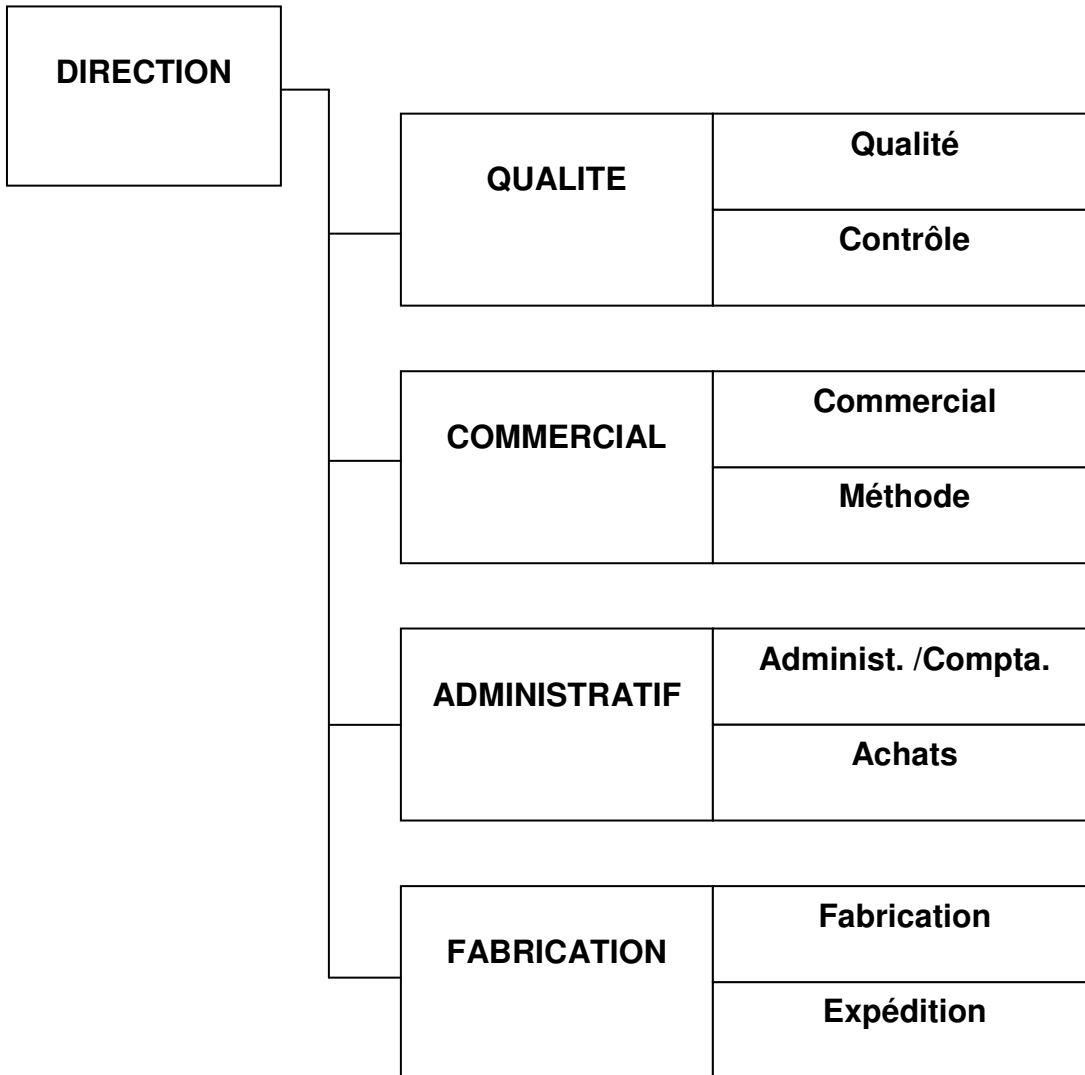 DIRECTION
QUALITE
Qualité
Contrôle
COMMERCIAL
Commercial
Méthode
ADMINISTRATIF
Administ. /Compta.
Achats
FABRICATION
Fabrication
Expédition